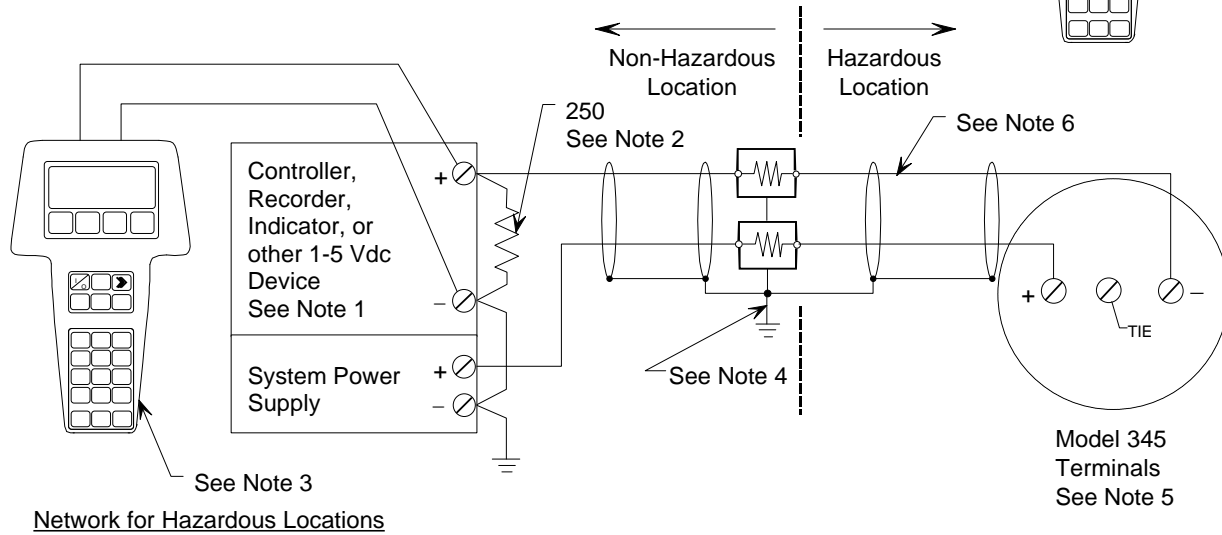 Non-Hazardous
Location
Hazardous
Location
250
See Note 2
See Note 6
Controller,
Recorder,
Indicator, or
other 1-5 Vdc
Device
See Note 1
+
–
System Power
Supply
+
–
See Note 4
+
–
TIE
Model 345
Terminals
See Note 5
See Note 3
Network for Hazardous Locations